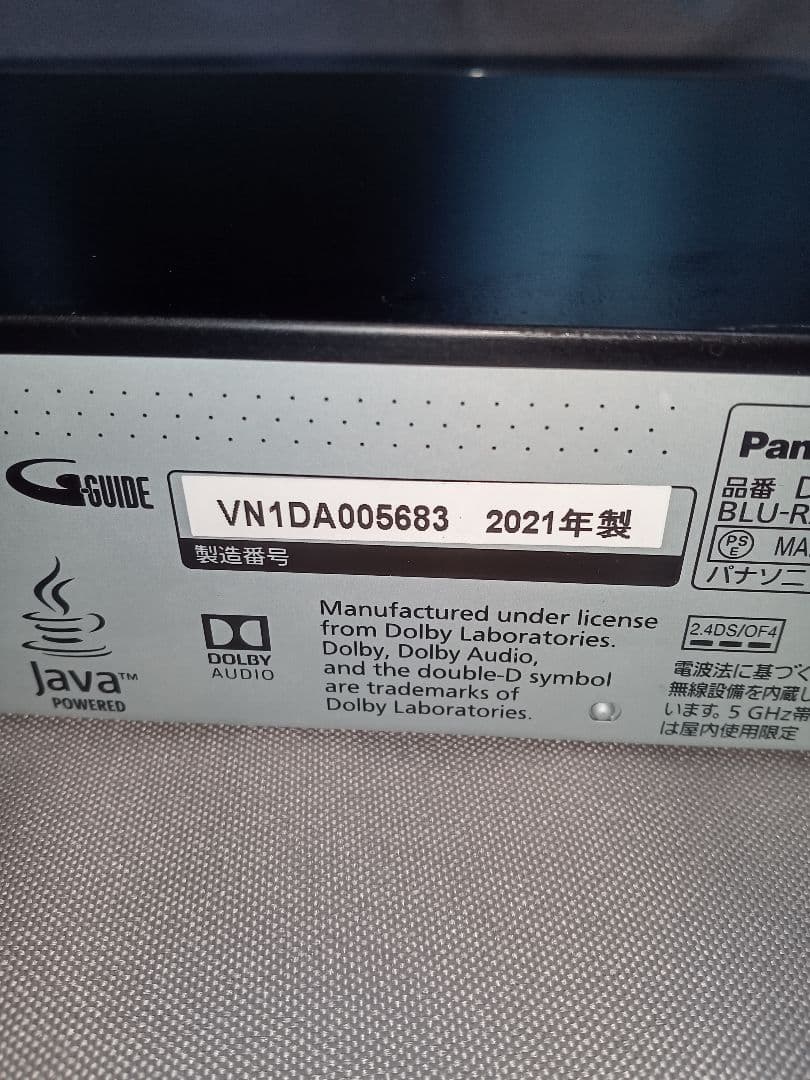 G-GUIDE
VN1DA005683 2021年製
製造番号
Java™
POWERED
DOLBY
AUDIO
Manufactured under license
from Dolby Laboratories.
Dolby, Dolby Audio,
and the double-D symbol
are trademarks of
Dolby Laboratories.
Pan
品番 D
BLU-R
PS
E
MA
パナソニ
2.4DS/OF4
電波法に基づく
無線設備を内蔵し
います。5 GHz帯
は屋内使用限定